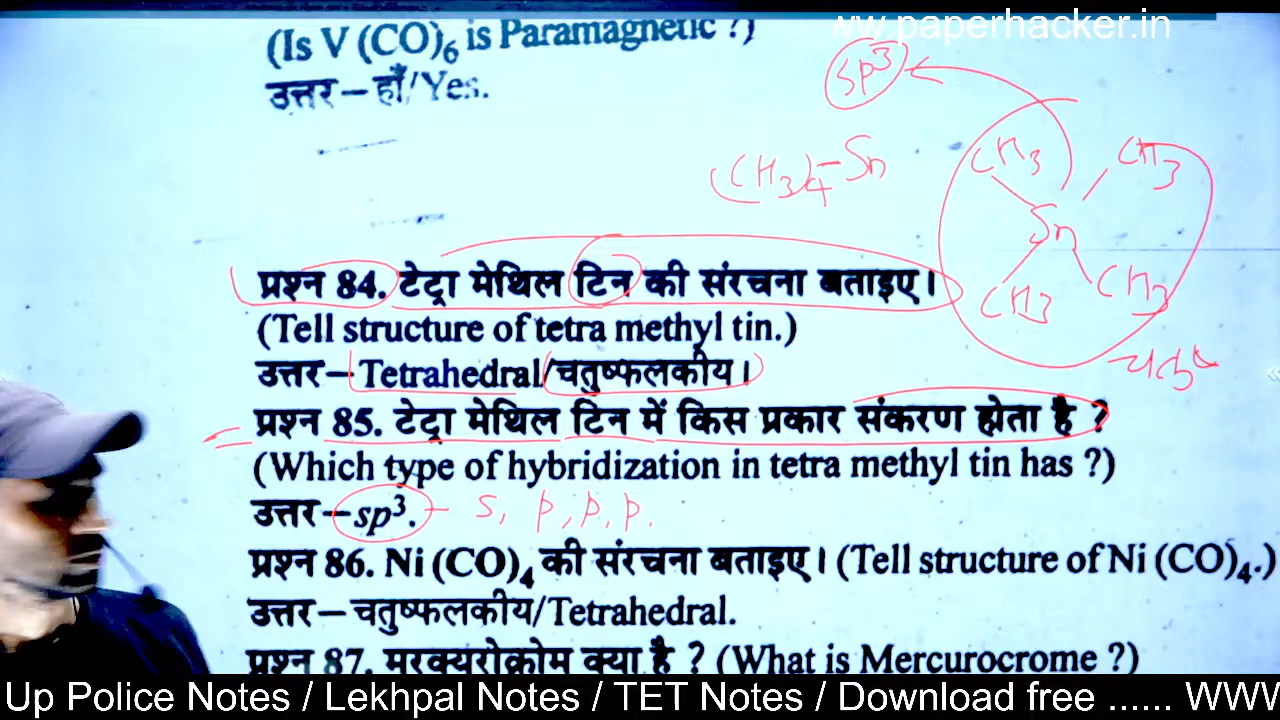 ww.paperhacker.in
(Is V (CO)6 is Paramagnetic ?)
उत्तर – हाँ/Yes.
sp³
(CH3)4-Sn
CH3 CH3
Sn
CH3 CH3
प्रश्न 84. टेट्रा मेथिल टिन की संरचना बताइए।
(Tell structure of tetra methyl tin.)
उत्तर – Tetrahedral/चतुष्फलकीय।
प्रश्न 85. टेट्रा मेथिल टिन में किस प्रकार संकरण होता है ?
(Which type of hybridization in tetra methyl tin has ?)
उत्तर – sp³. – s, p, p, p.
प्रश्न 86. Ni (CO)4 की संरचना बताइए। (Tell structure of Ni (CO)4.)
उत्तर – चतुष्फलकीय/Tetrahedral.
प्रश्न 87. मरक्यरोक्रोम क्या है ? (What is Mercurocrome ?)
Up Police Notes / Lekhpal Notes / TET Notes / Download free ...... WWV